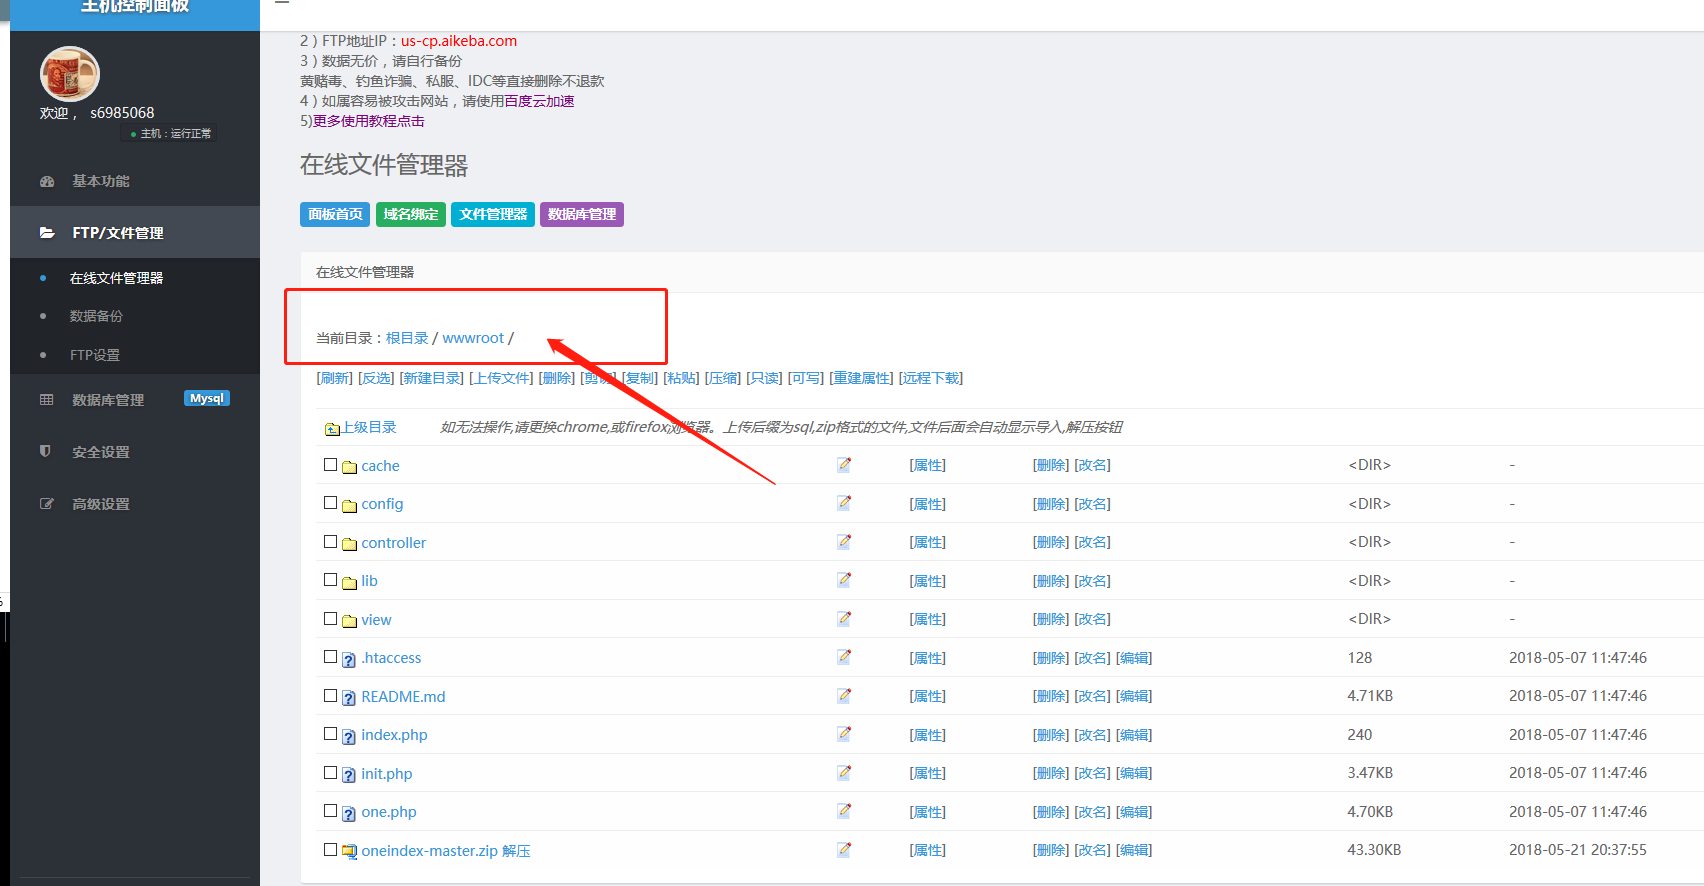 主机控制面板
欢迎， s6985068
主机：运行正常
基本功能
FTP/文件管理
在线文件管理器
数据备份
FTP设置
数据库管理 Mysql
安全设置
高级设置
2）FTP地址IP：us-cp.aikeba.com
3）数据无价，请自行备份
黄赌毒、钓鱼诈骗、私服、IDC等直接删除不退款
4）如属容易被攻击网站，请使用百度云加速
5)更多使用教程点击
在线文件管理器
面板首页 域名绑定 文件管理器 数据库管理
在线文件管理器
当前目录：根目录 / wwwroot /
[刷新] [反选] [新建目录] [上传文件] [删除] [剪切] [复制] [粘贴] [压缩] [只读] [可写] [重建属性] [远程下载]
上级目录 如无法操作,请更换chrome,或firefox浏览器。上传后缀为sql,zip格式的文件,文件后面会自动显示导入,解压按钮
cache [属性] [删除] [改名] <DIR> -
config [属性] [删除] [改名] <DIR> -
controller [属性] [删除] [改名] <DIR> -
lib [属性] [删除] [改名] <DIR> -
view [属性] [删除] [改名] <DIR> -
.htaccess [属性] [删除] [改名] [编辑] 128 2018-05-07 11:47:46
README.md [属性] [删除] [改名] [编辑] 4.71KB 2018-05-07 11:47:46
index.php [属性] [删除] [改名] [编辑] 240 2018-05-07 11:47:46
init.php [属性] [删除] [改名] [编辑] 3.47KB 2018-05-07 11:47:46
one.php [属性] [删除] [改名] [编辑] 4.70KB 2018-05-07 11:47:46
oneindex-master.zip 解压 [属性] [删除] [改名] [编辑] 43.30KB 2018-05-21 20:37:55